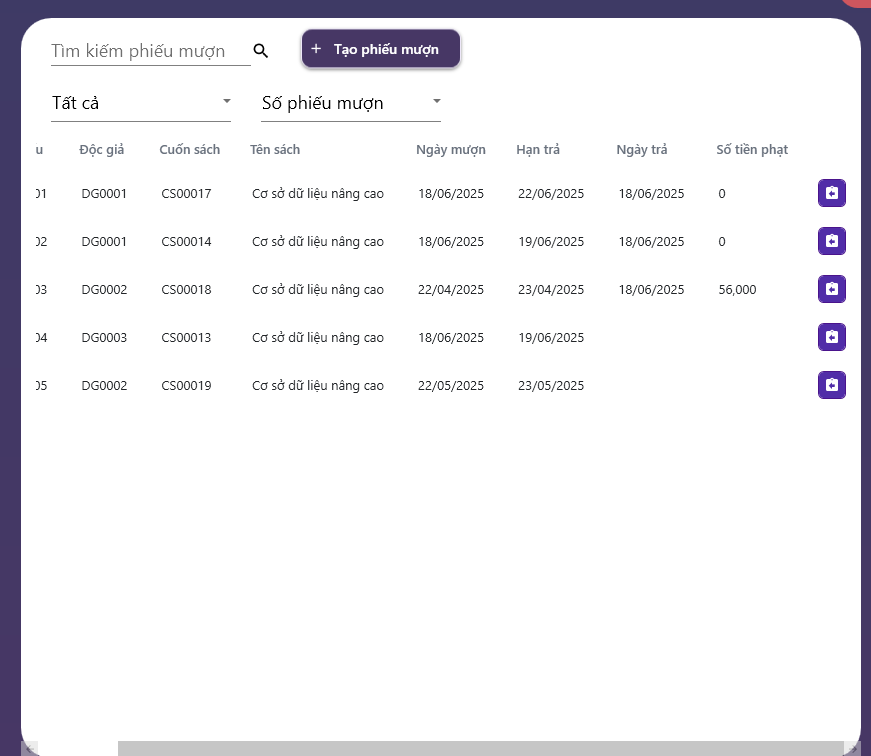 Tìm kiếm phiếu mượn
+ Tạo phiếu mượn
Tất cả Số phiếu mượn
u Độc giả Cuốn sách Tên sách Ngày mượn Hạn trả Ngày trả Số tiền phạt
01 DG0001 CS00017 Cơ sở dữ liệu nâng cao 18/06/2025 22/06/2025 18/06/2025 0
02 DG0001 CS00014 Cơ sở dữ liệu nâng cao 18/06/2025 19/06/2025 18/06/2025 0
03 DG0002 CS00018 Cơ sở dữ liệu nâng cao 22/04/2025 23/04/2025 18/06/2025 56,000
04 DG0003 CS00013 Cơ sở dữ liệu nâng cao 18/06/2025 19/06/2025
05 DG0002 CS00019 Cơ sở dữ liệu nâng cao 22/05/2025 23/05/2025